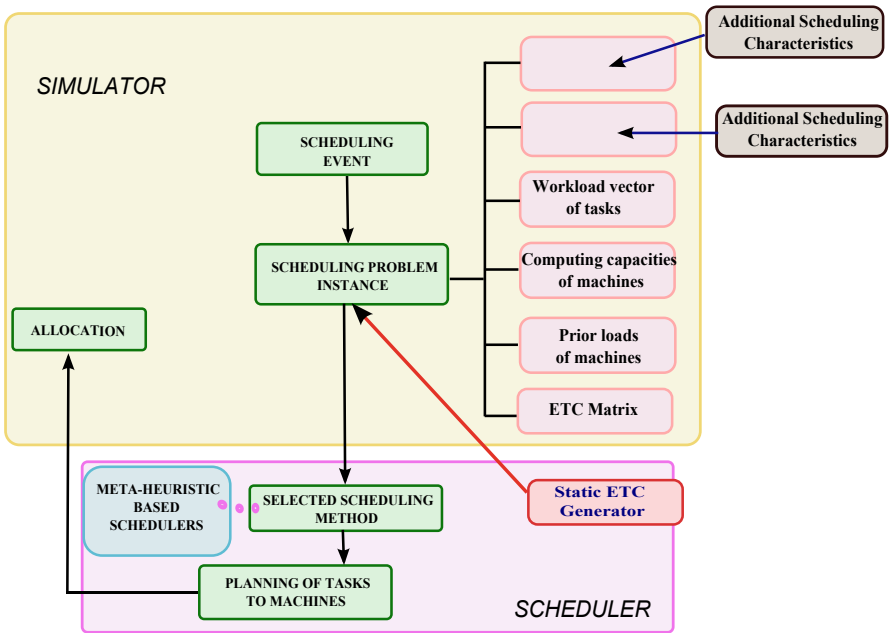 Additional Scheduling
Characteristics
SIMULATOR
Additional Scheduling
Characteristics
SCHEDULING
EVENT
Workload vector
of tasks
SCHEDULING PROBLEM
INSTANCE
Computing capacities
of machines
ALLOCATION
Prior loads
of machines
ETC Matrix
META-HEURISTIC
BASED
SCHEDULERS
SELECTED SCHEDULING
METHOD
Static ETC
Generator
PLANNING OF TASKS
TO MACHINES
SCHEDULER